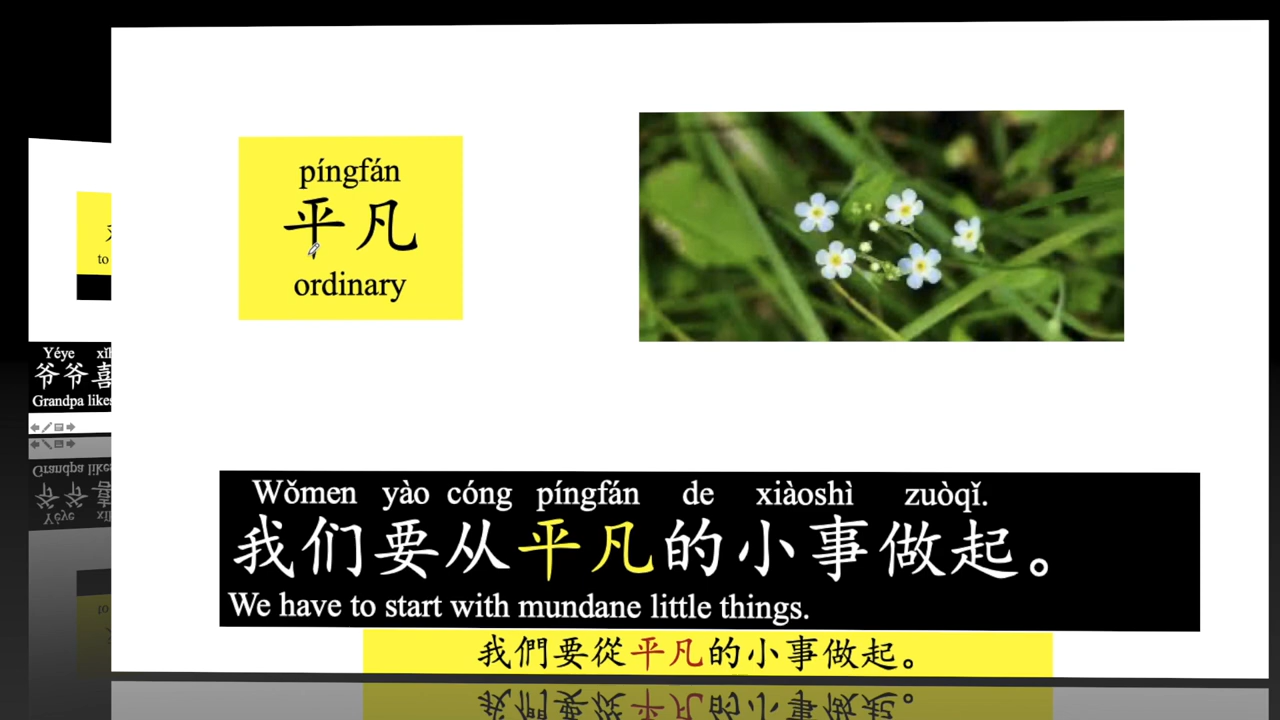 píngfán
平凡
ordinary
to
Yéye
爷爷喜
Grandpa likes
Wǒmen yào cóng píngfán de xiàoshì zuòqǐ.
我们要从平凡的小事做起。
We have to start with mundane little things.
我們要從平凡的小事做起。